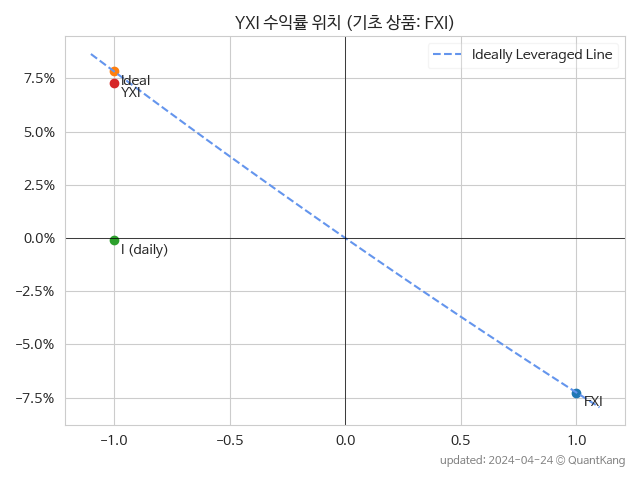 YXI 수익률 위치 (기초 상품: FXI)
Ideally Leveraged Line
7.5%
5.0%
2.5%
0.0%
−2.5%
−5.0%
−7.5%
Ideal
YXI
I (daily)
FXI
−1.0
−0.5
0.0
0.5
1.0
updated: 2024-04-24 © QuantKang